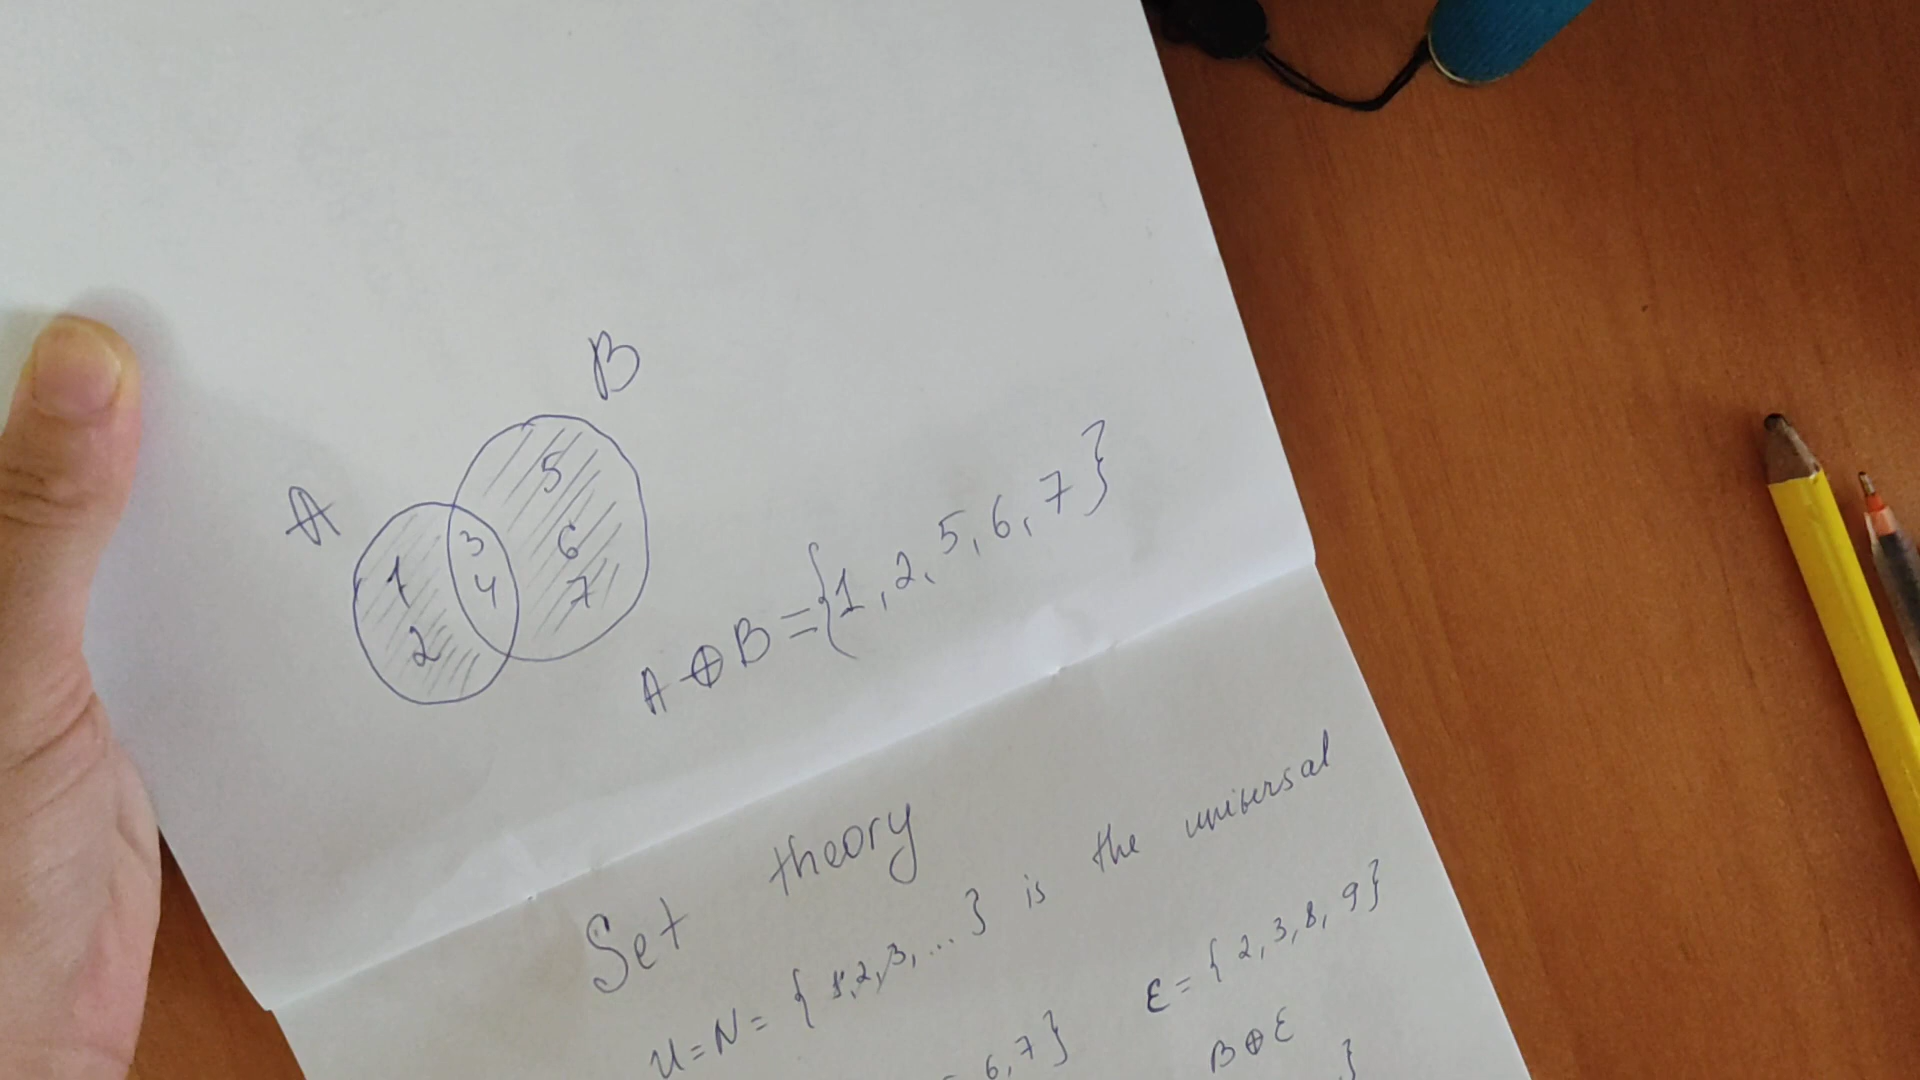 B
A
5
3
6
1
4
7
2
A ⊕ B = {1, 2, 5, 6, 7}
Set theory
U = N = {1, 2, 3, ...} is the universal
= 6, 7} E = {2, 3, 8, 9}
B ⊕ E
}